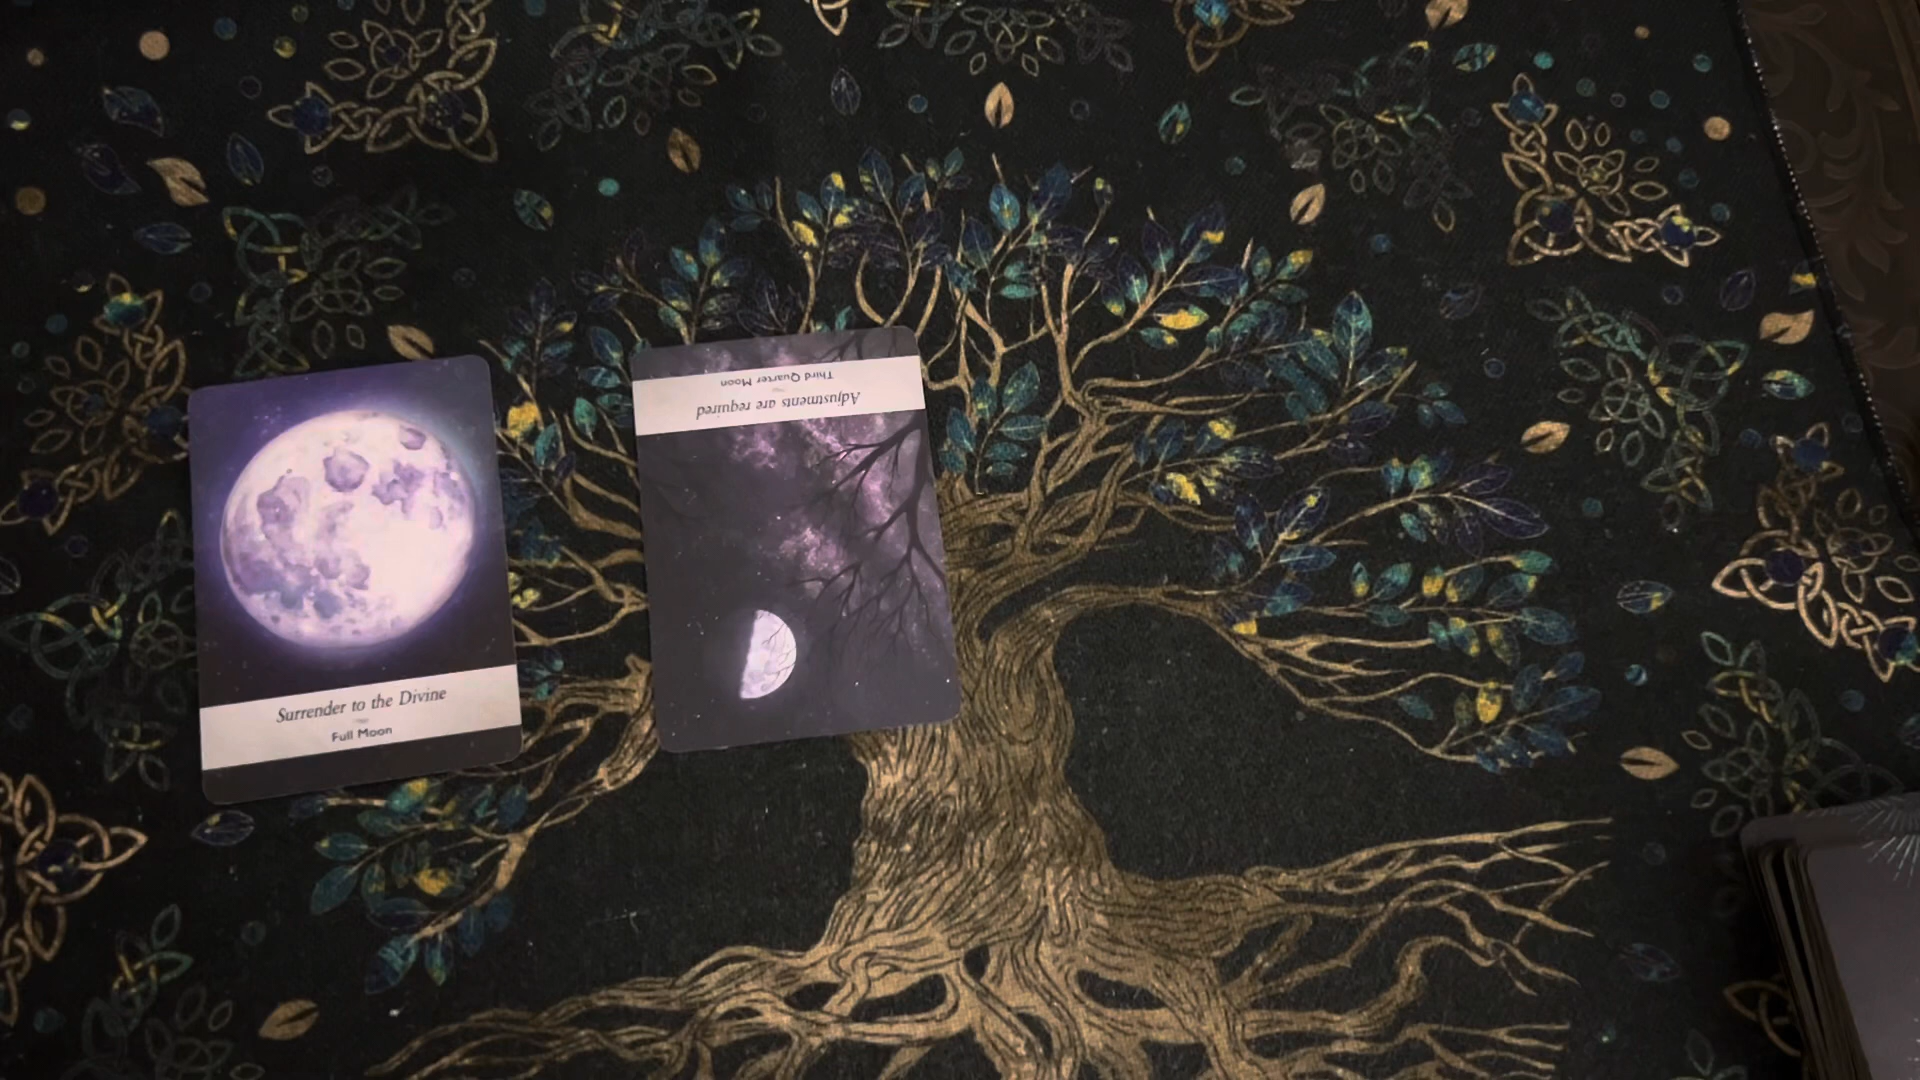 Surrender to the Divine
Full Moon
Adjustments are required
Third Quarter Moon